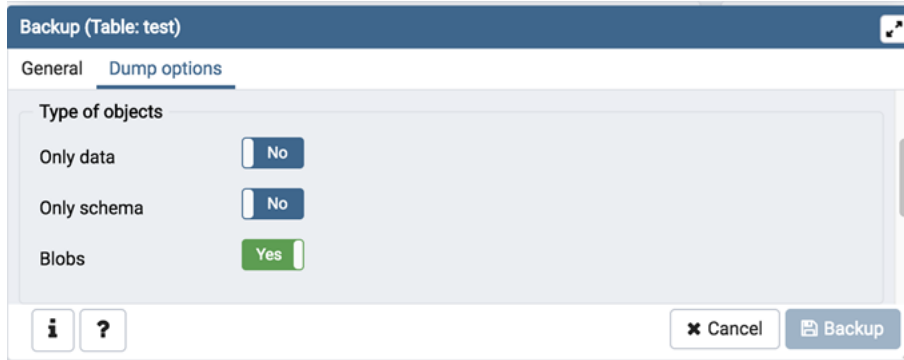 Backup (Table: test)
General Dump options
Type of objects
Only data No
Only schema No
Blobs Yes
i ? Cancel Backup